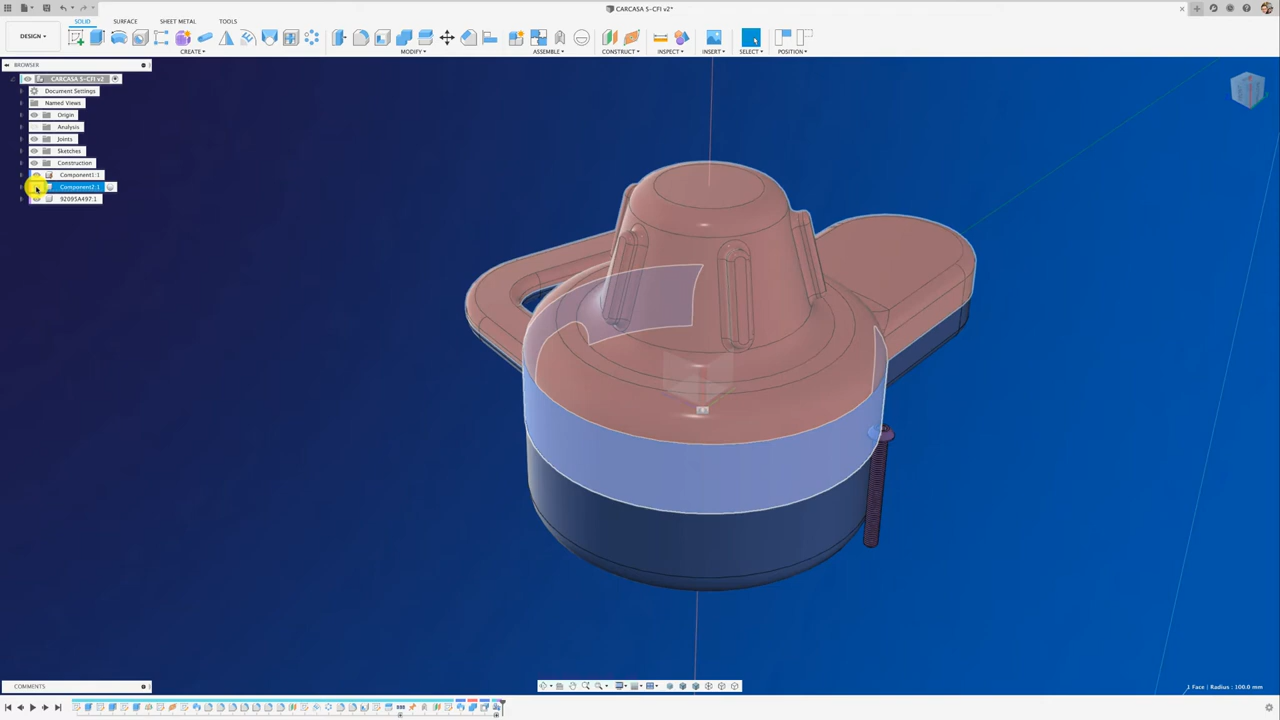 CARCASA S-CFI v2*
DESIGN
SOLID SURFACE SHEET METAL TOOLS
CREATE MODIFY ASSEMBLE CONSTRUCT INSPECT INSERT SELECT POSITION
BROWSER
CARCASA S-CFI v2
Document Settings
Named Views
Origin
Analysis
Joints
Sketches
Construction
Component1:1
Component2:1
92095A497:1
COMMENTS
1 Face | Radius : 100.0 mm